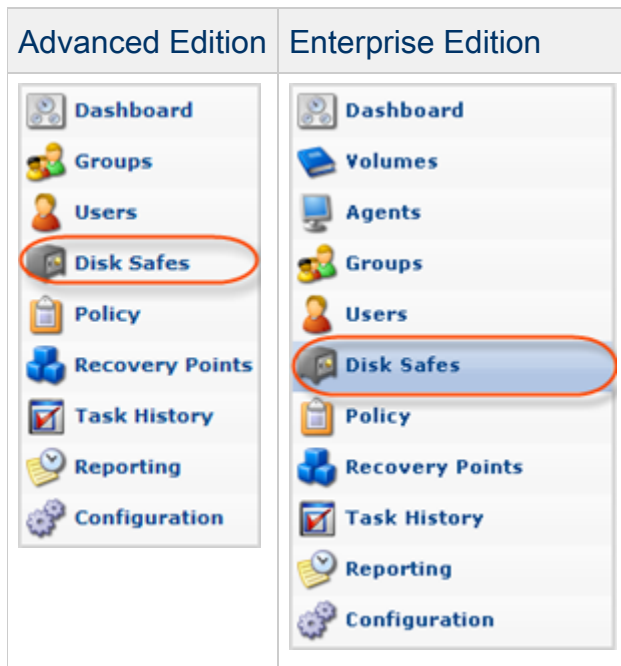 Advanced Edition
Dashboard
Groups
Users
Disk Safes
Policy
Recovery Points
Task History
Reporting
Configuration
Enterprise Edition
Dashboard
Volumes
Agents
Groups
Users
Disk Safes
Policy
Recovery Points
Task History
Reporting
Configuration